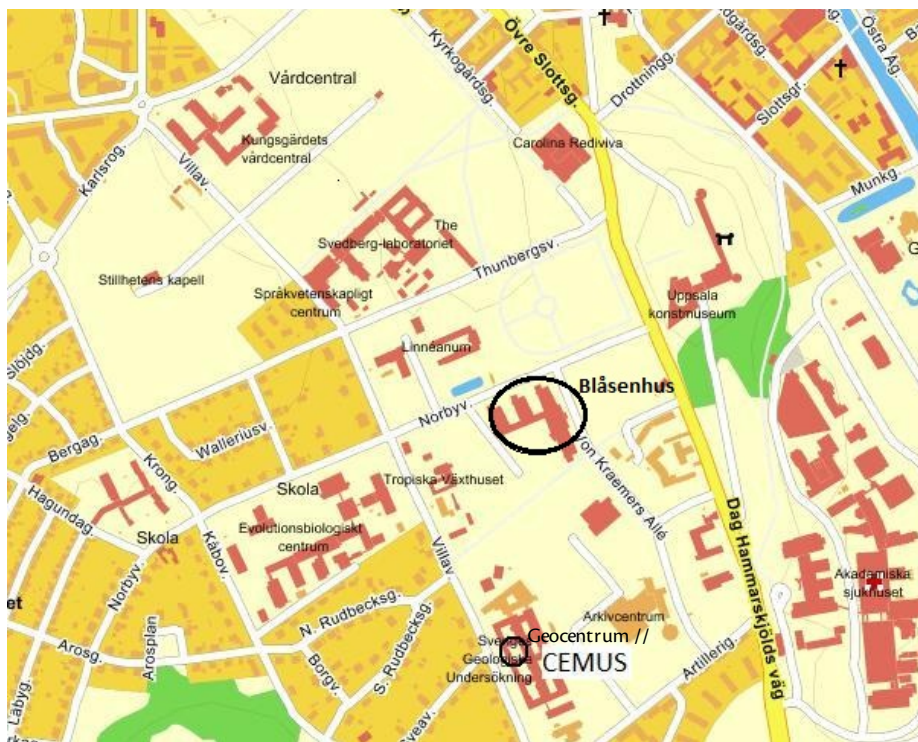 Övre Slottsg.
Kyrkogårdsg.
Drottningg.
Slottsgr.
Östra Åg.
Munkg.
Vårdcentral
Kungsgärdets
vårdcentral
Carolina Rediviva
Karlsrog.
Villav.
The
Svedberg-laboratoriet
Thunbergsv.
Stillhetens kapell
Språkvetenskapligt
centrum
Uppsala
konstmuseum
Slöjdg.
Linnéanum
Blåsenhus
Norbyv.
Bergag.
Walleriusv.
Krong.
Von Kraemers Allé
Tropiska Växthuset
Skola
Hagundag.
Evolutionsbiologiskt
centrum
Skola
Dag Hammarskjölds väg
Norbyv.
Kåbov.
Villav.
Akademiska
sjukhuset
Arosg.
Arosplan
N. Rudbecksg.
S. Rudbecksg.
Arkivcentrum
Geocentrum //
CEMUS
Geologiska
Undersökning
Artillerig.
Borgv.
Labyg.
Sveav.